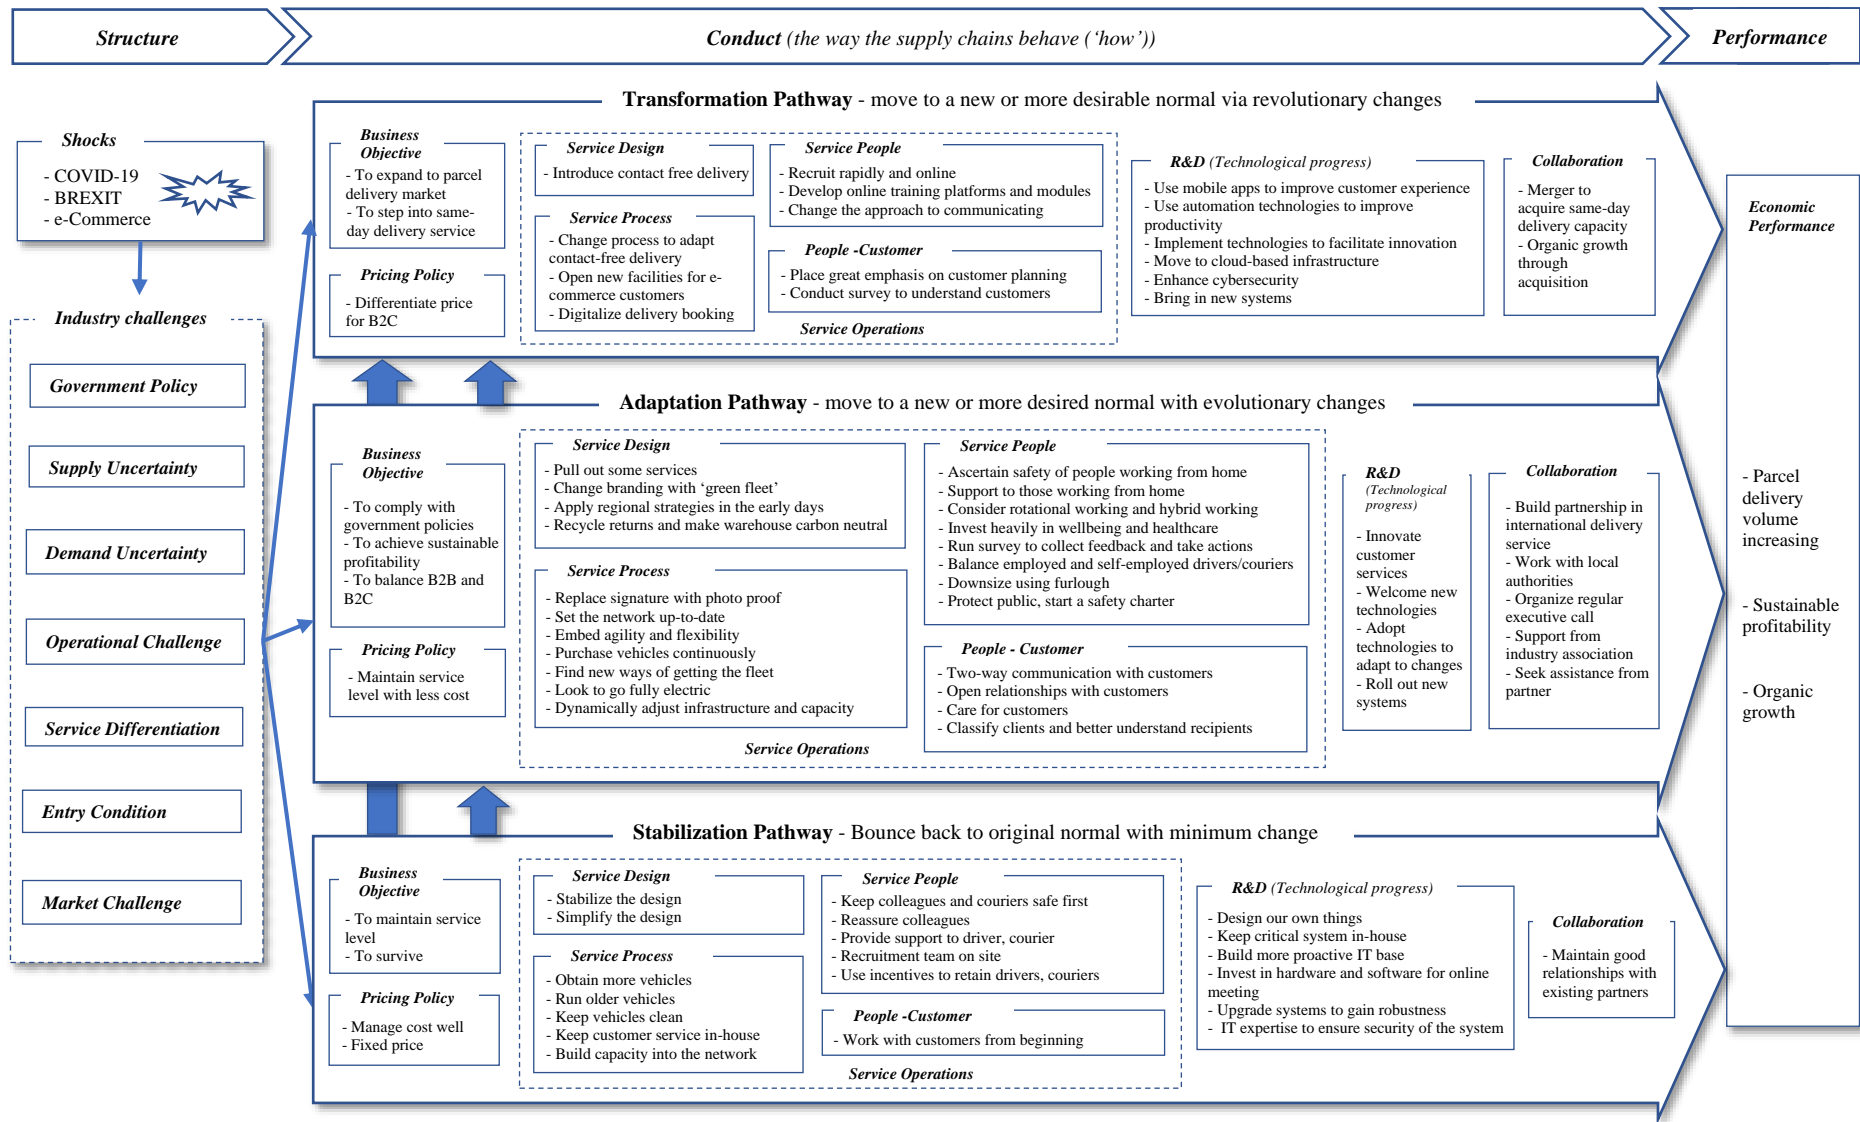 Structure
Conduct (the way the supply chains behave (‘how’))
Performance
Shocks
- COVID-19
- BREXIT
- e-Commerce
Industry challenges
Government Policy
Supply Uncertainty
Demand Uncertainty
Operational Challenge
Service Differentiation
Entry Condition
Market Challenge
Transformation Pathway - move to a new or more desirable normal via revolutionary changes
Business
Objective
- To expand to parcel
delivery market
- To step into same-
day delivery service
Pricing Policy
- Differentiate price
for B2C
Service Design
- Introduce contact free delivery
Service Process
- Change process to adapt
contact-free delivery
- Open new facilities for e-
commerce customers
- Digitalize delivery booking
Service People
- Recruit rapidly and online
- Develop online training platforms and modules
- Change the approach to communicating
People -Customer
- Place great emphasis on customer planning
- Conduct survey to understand customers
Service Operations
R&D (Technological progress)
- Use mobile apps to improve customer experience
- Use automation technologies to improve
productivity
- Implement technologies to facilitate innovation
- Move to cloud-based infrastructure
- Enhance cybersecurity
- Bring in new systems
Collaboration
- Merger to
acquire same-day
delivery capacity
- Organic growth
through
acquisition
Adaptation Pathway - move to a new or more desired normal with evolutionary changes
Business
Objective
- To comply with
government policies
- To achieve sustainable
profitability
- To balance B2B and
B2C
Pricing Policy
- Maintain service
level with less cost
Service Design
- Pull out some services
- Change branding with ‘green fleet’
- Apply regional strategies in the early days
- Recycle returns and make warehouse carbon neutral
Service Process
- Replace signature with photo proof
- Set the network up-to-date
- Embed agility and flexibility
- Purchase vehicles continuously
- Find new ways of getting the fleet
- Look to go fully electric
- Dynamically adjust infrastructure and capacity
Service People
- Ascertain safety of people working from home
- Support to those working from home
- Consider rotational working and hybrid working
- Invest heavily in wellbeing and healthcare
- Run survey to collect feedback and take actions
- Balance employed and self-employed drivers/couriers
- Downsize using furlough
- Protect public, start a safety charter
People - Customer
- Two-way communication with customers
- Open relationships with customers
- Care for customers
- Classify clients and better understand recipients
Service Operations
R&D
(Technological
progress)
- Innovate
customer
services
- Welcome new
technologies
- Adopt
technologies to
adapt to changes
- Roll out new
systems
Collaboration
- Build partnership in
international delivery
service
- Work with local
authorities
- Organize regular
executive call
- Support from
industry association
- Seek assistance from
partner
Stabilization Pathway - Bounce back to original normal with minimum change
Business
Objective
- To maintain service
level
- To survive
Pricing Policy
- Manage cost well
- Fixed price
Service Design
- Stabilize the design
- Simplify the design
Service Process
- Obtain more vehicles
- Run older vehicles
- Keep vehicles clean
- Keep customer service in-house
- Build capacity into the network
Service People
- Keep colleagues and couriers safe first
- Reassure colleagues
- Provide support to driver, courier
- Recruitment team on site
- Use incentives to retain drivers, couriers
People -Customer
- Work with customers from beginning
Service Operations
R&D (Technological progress)
- Design our own things
- Keep critical system in-house
- Build more proactive IT base
- Invest in hardware and software for online
meeting
- Upgrade systems to gain robustness
- IT expertise to ensure security of the system
Collaboration
- Maintain good
relationships with
existing partners
Economic
Performance
- Parcel
delivery
volume
increasing
- Sustainable
profitability
- Organic
growth